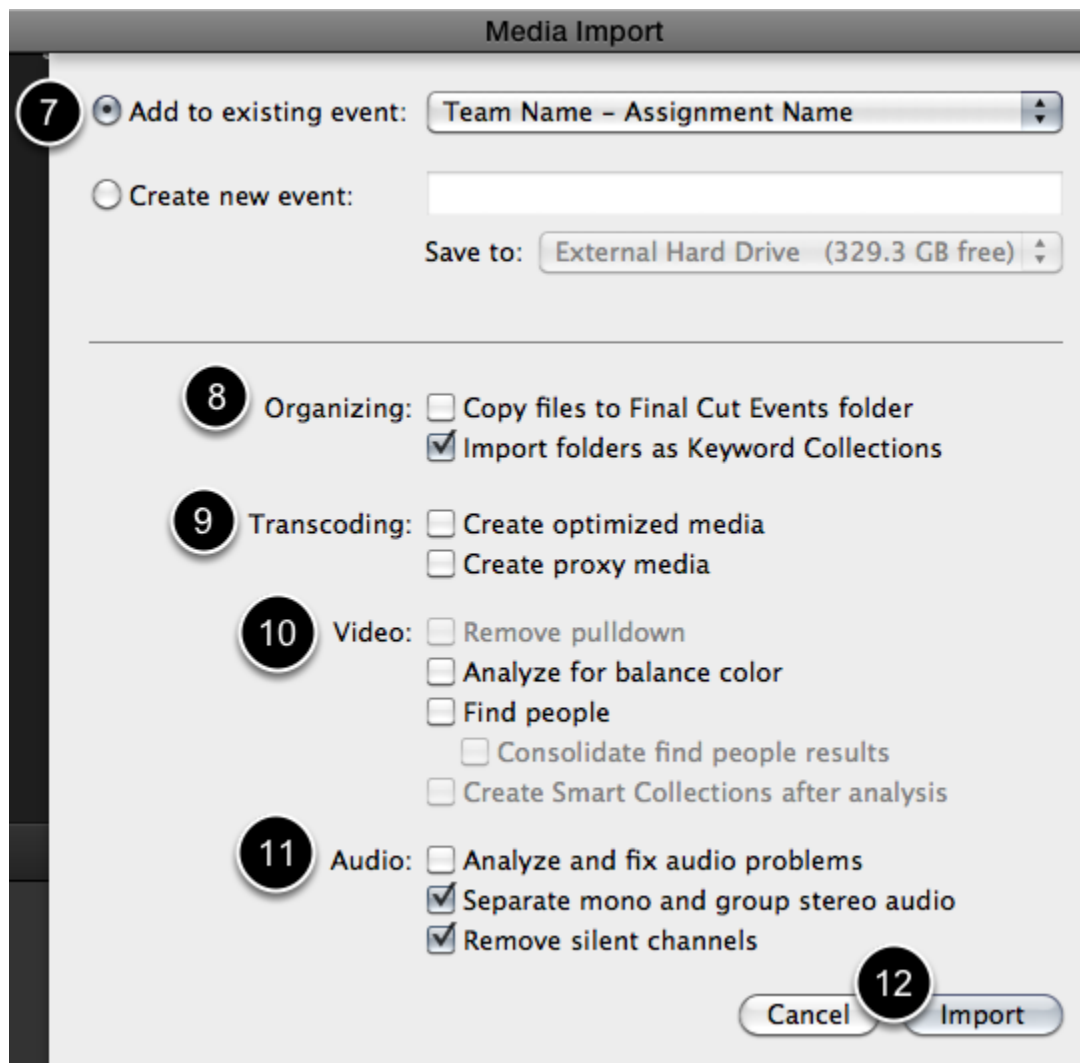 Media Import
7 Add to existing event: Team Name – Assignment Name
Create new event:
Save to: External Hard Drive (329.3 GB free)
8 Organizing: Copy files to Final Cut Events folder
Import folders as Keyword Collections
9 Transcoding: Create optimized media
Create proxy media
10 Video: Remove pulldown
Analyze for balance color
Find people
Consolidate find people results
Create Smart Collections after analysis
11 Audio: Analyze and fix audio problems
Separate mono and group stereo audio
Remove silent channels
12
Cancel Import